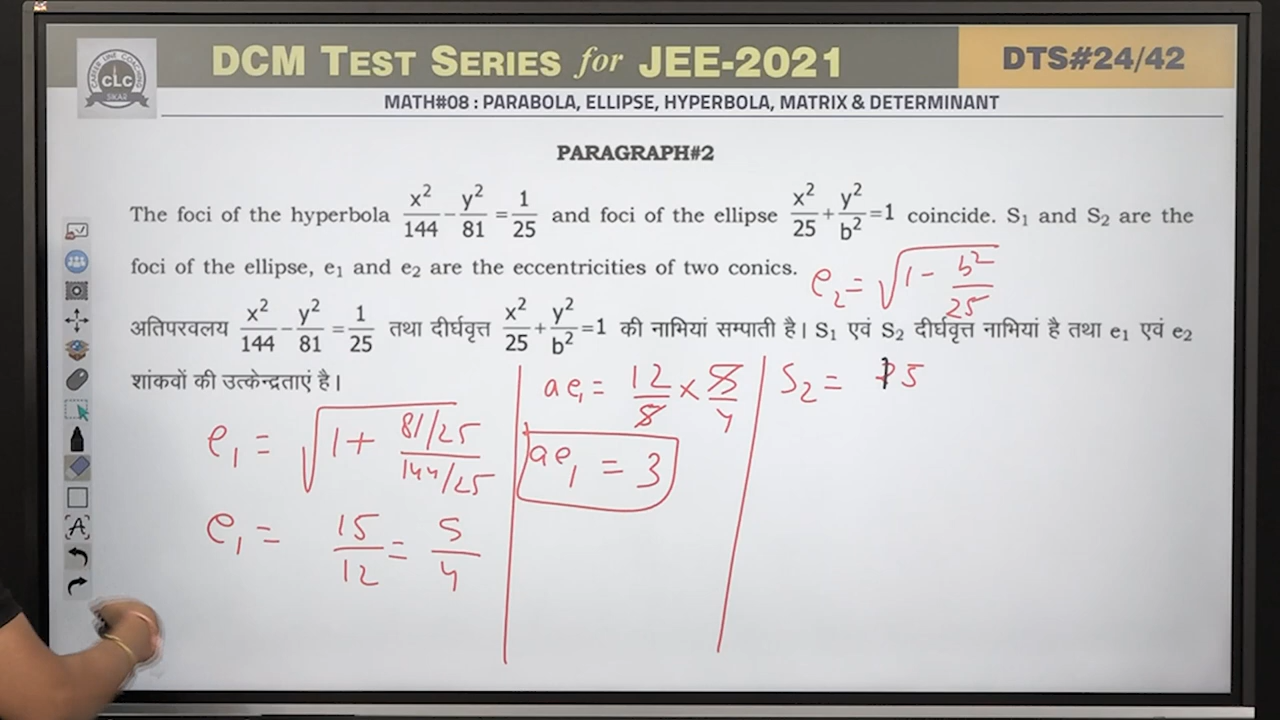 DCM TEST SERIES for JEE-2021
DTS#24/42
CAREER LINE COACHING
CLC
SIKAR
MATH#08 : PARABOLA, ELLIPSE, HYPERBOLA, MATRIX & DETERMINANT
PARAGRAPH#2
The foci of the hyperbola x²/144 − y²/81 = 1/25 and foci of the ellipse x²/25 + y²/b² = 1 coincide. S₁ and S₂ are the
foci of the ellipse, e₁ and e₂ are the eccentricities of two conics.
e₂ = √(1 − b²/25)
अतिपरवलय x²/144 − y²/81 = 1/25 तथा दीर्घवृत्त x²/25 + y²/b² = 1 की नाभियां सम्पाती है। S₁ एवं S₂ दीर्घवृत्त नाभियां है तथा e₁ एवं e₂
शांकवों की उत्केन्द्रताएं है।
e₁ = √(1 + (81/25)/(144/25))
e₁ = 15/12 = 5/4
ae₁ = 12/5 × 5/4
ae₁ = 3
S₂ =
A